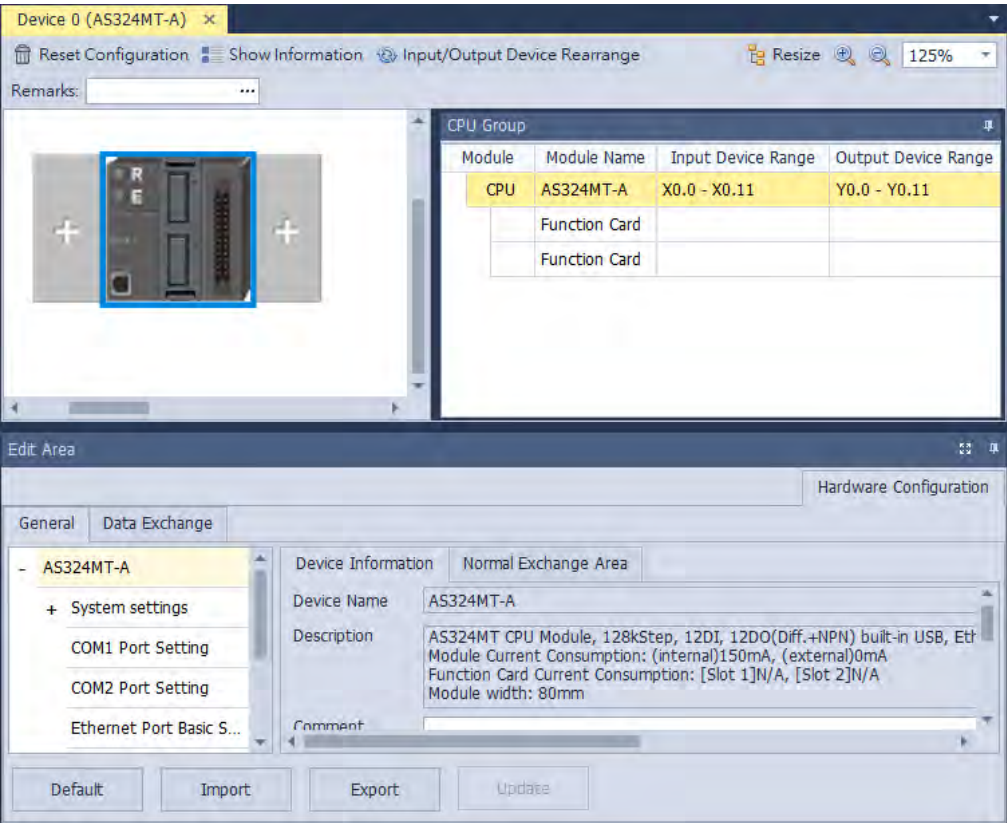 Device 0 (AS324MT-A) ×
Reset Configuration Show Information Input/Output Device Rearrange Resize 125%
Remarks: ...
CPU Group
Module Module Name Input Device Range Output Device Range
CPU AS324MT-A X0.0 - X0.11 Y0.0 - Y0.11
Function Card
Function Card
R
E
+ +
Edit Area
Hardware Configuration
General Data Exchange
- AS324MT-A
+ System settings
COM1 Port Setting
COM2 Port Setting
Ethernet Port Basic S...
Device Information Normal Exchange Area
Device Name AS324MT-A
Description AS324MT CPU Module, 128kStep, 12DI, 12DO(Diff.+NPN) built-in USB, Eth
Module Current Consumption: (internal)150mA, (external)0mA
Function Card Current Consumption: [Slot 1]N/A, [Slot 2]N/A
Module width: 80mm
Comment
Default Import Export Update